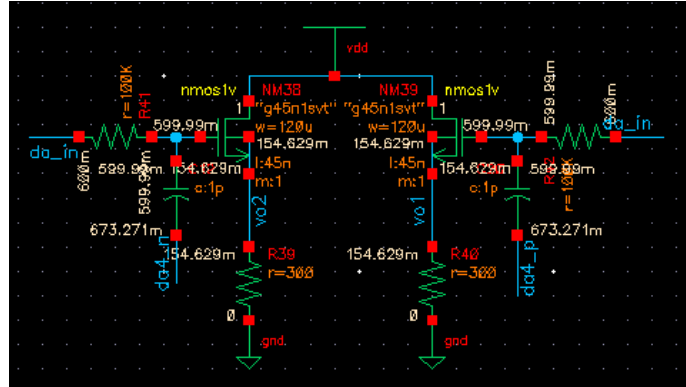 vdd
nmos1v
NM38
NM39
nmos1v
r=100K
R41
1
"g45n1svt"
"g45n1svt"
1
599.99m
600m
599.99m
w=120u
w=120u
599.99m
da_in
da_in
154.629m
154.629m
600m
599.99m
599.99m
154.629m
l:45n
l:45n
154.629m
599.99m
r=100K
c:1p
m:1
m:1
c:1p
vo2
vo1
673.271m
673.271m
da4_n
154.629m
R39
154.629m
R40
da4_p
r=300
r=300
0
0
gnd
gnd